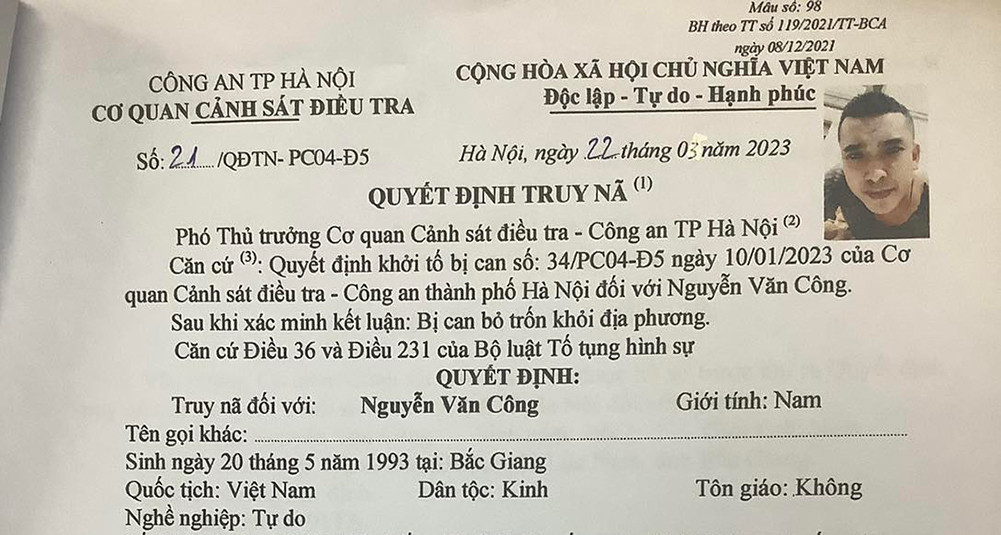 Mẫu số: 98
BH theo TT số 119/2021/TT-BCA
ngày 08/12/2021
CÔNG AN TP HÀ NỘI
CƠ QUAN CẢNH SÁT ĐIỀU TRA
CỘNG HÒA XÃ HỘI CHỦ NGHĨA VIỆT NAM
Độc lập - Tự do - Hạnh phúc
Số: 21 /QĐTN- PC04-Đ5
Hà Nội, ngày 22 tháng 03 năm 2023
QUYẾT ĐỊNH TRUY NÃ (1)
Phó Thủ trưởng Cơ quan Cảnh sát điều tra - Công an TP Hà Nội (2)
Căn cứ (3): Quyết định khởi tố bị can số: 34/PC04-Đ5 ngày 10/01/2023 của Cơ
quan Cảnh sát điều tra - Công an thành phố Hà Nội đối với Nguyễn Văn Công.
Sau khi xác minh kết luận: Bị can bỏ trốn khỏi địa phương.
Căn cứ Điều 36 và Điều 231 của Bộ luật Tố tụng hình sự
QUYẾT ĐỊNH:
Truy nã đối với: Nguyễn Văn Công Giới tính: Nam
Tên gọi khác:
Sinh ngày 20 tháng 5 năm 1993 tại: Bắc Giang
Quốc tịch: Việt Nam Dân tộc: Kinh Tôn giáo: Không
Nghề nghiệp: Tự do